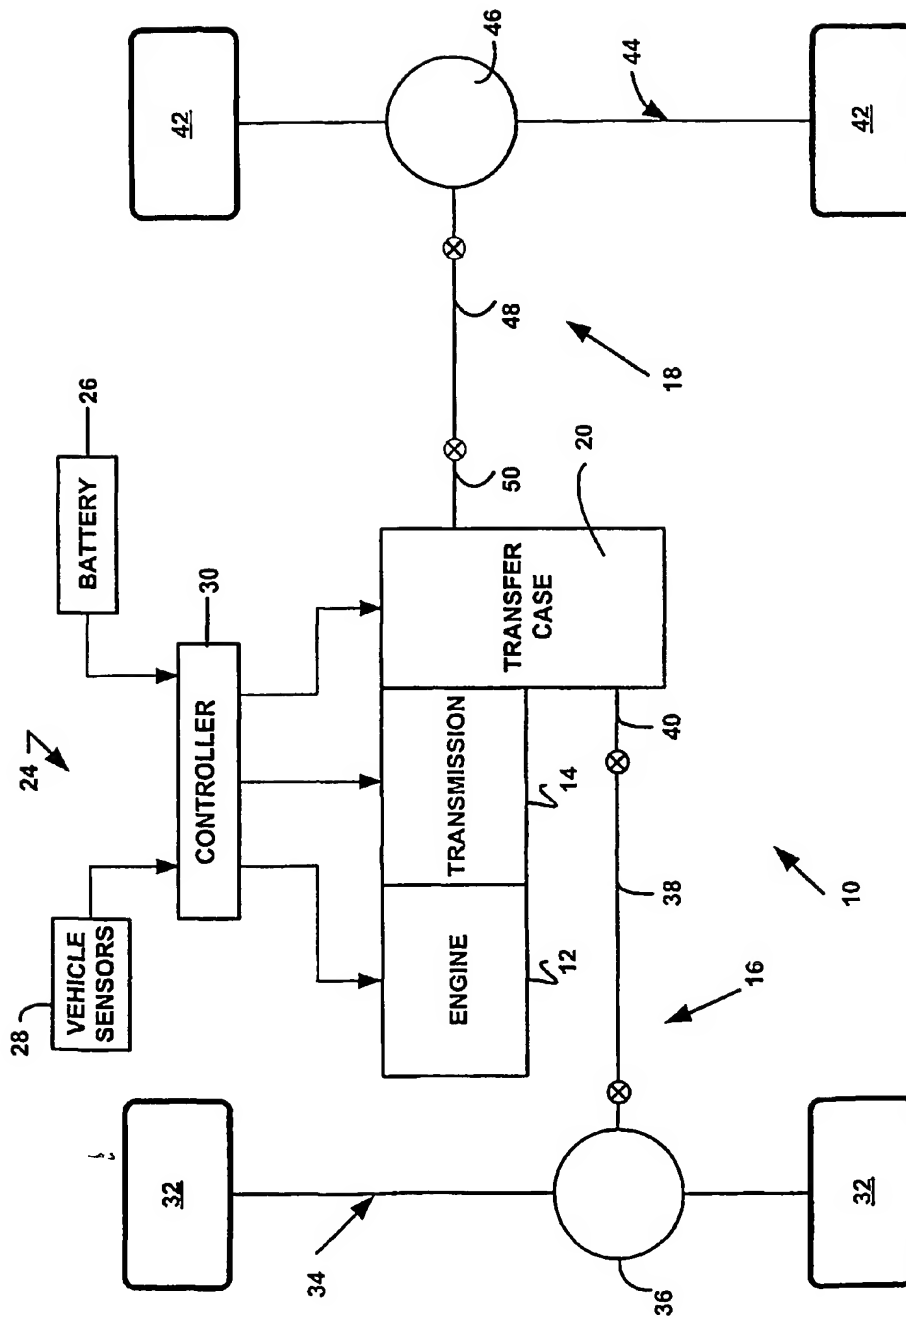 28
24
VEHICLE
SENSORS
BATTERY
26
32
CONTROLLER
30
42
34
ENGINE
TRANSMISSION
TRANSFER
CASE
50
48
46
12
14
20
44
36
38
40
18
16
10
32
42